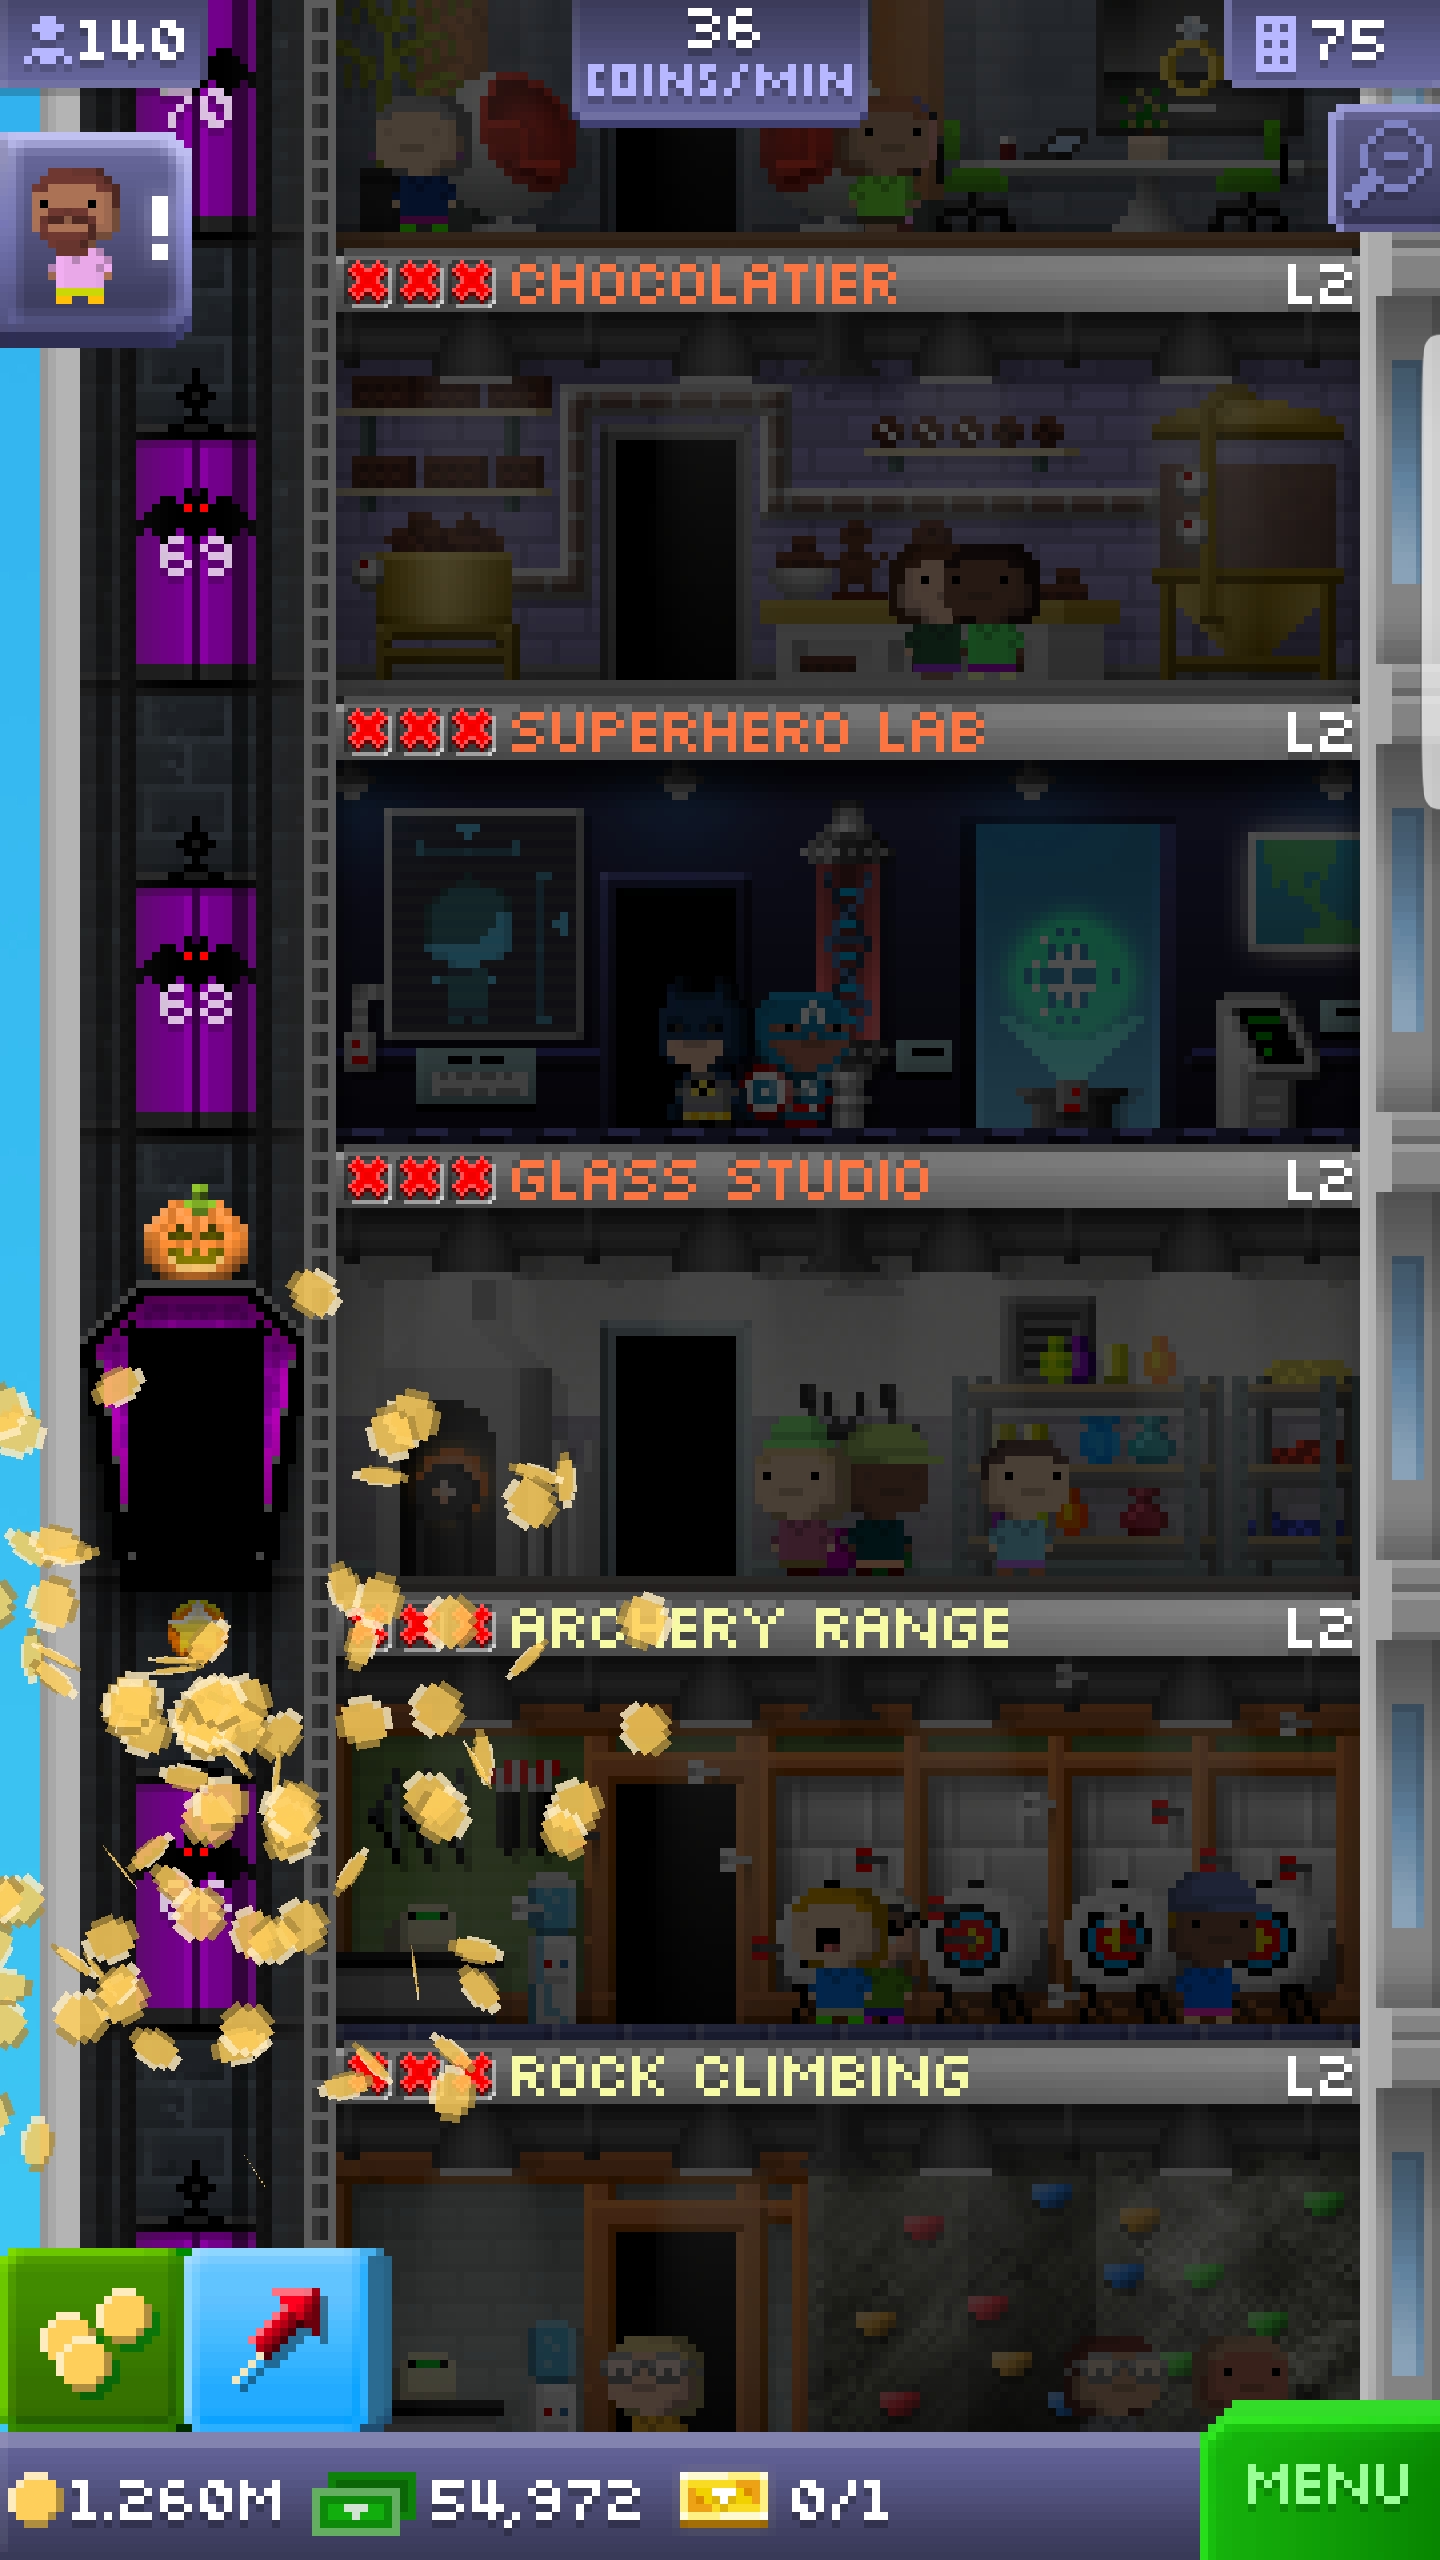 140
36
COINS/MIN
75
70
!
CHOCOLATIER L2
69
SUPERHERO LAB L2
68
GLASS STUDIO L2
ARCHERY RANGE L2
ROCK CLIMBING L2
1.260M 54,972 0/1
MENU